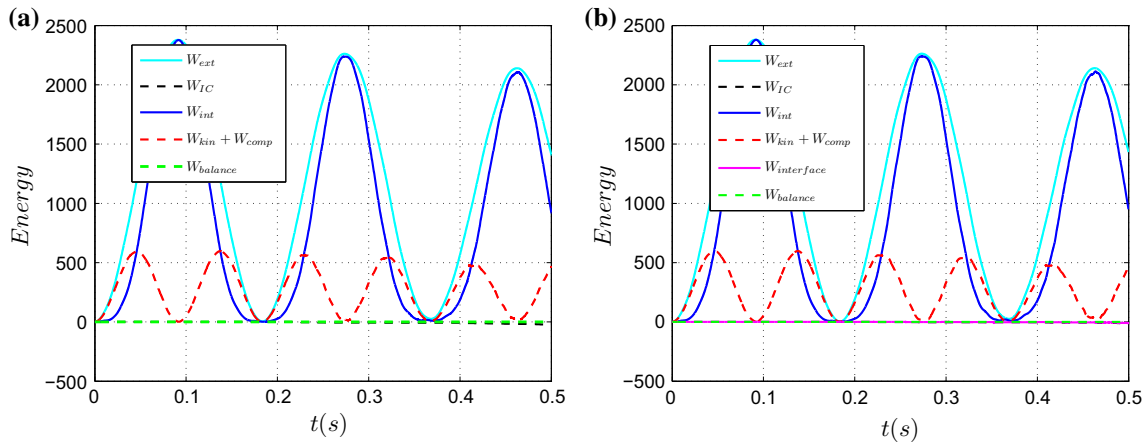 (a)
2500
2000
1500
1000
500
0
−500
Energy
W_ext
W_IC
W_int
W_kin + W_comp
W_balance
0 0.1 0.2 0.3 0.4 0.5
t(s)
(b)
2500
2000
1500
1000
500
0
−500
Energy
W_ext
W_IC
W_int
W_kin + W_comp
W_interface
W_balance
0 0.1 0.2 0.3 0.4 0.5
t(s)